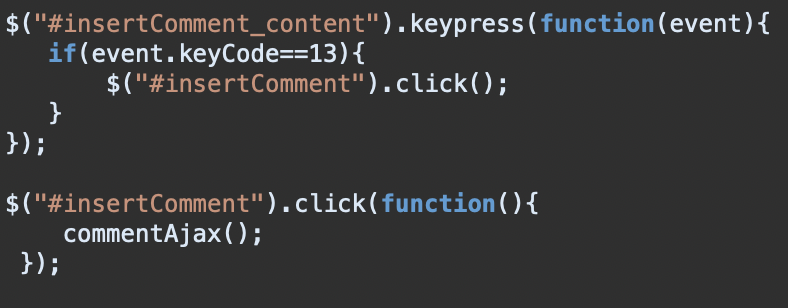 $("#insertComment_content").keypress(function(event){
   if(event.keyCode==13){
       $("#insertComment").click();
   }
});

$("#insertComment").click(function(){
    commentAjax();
 });